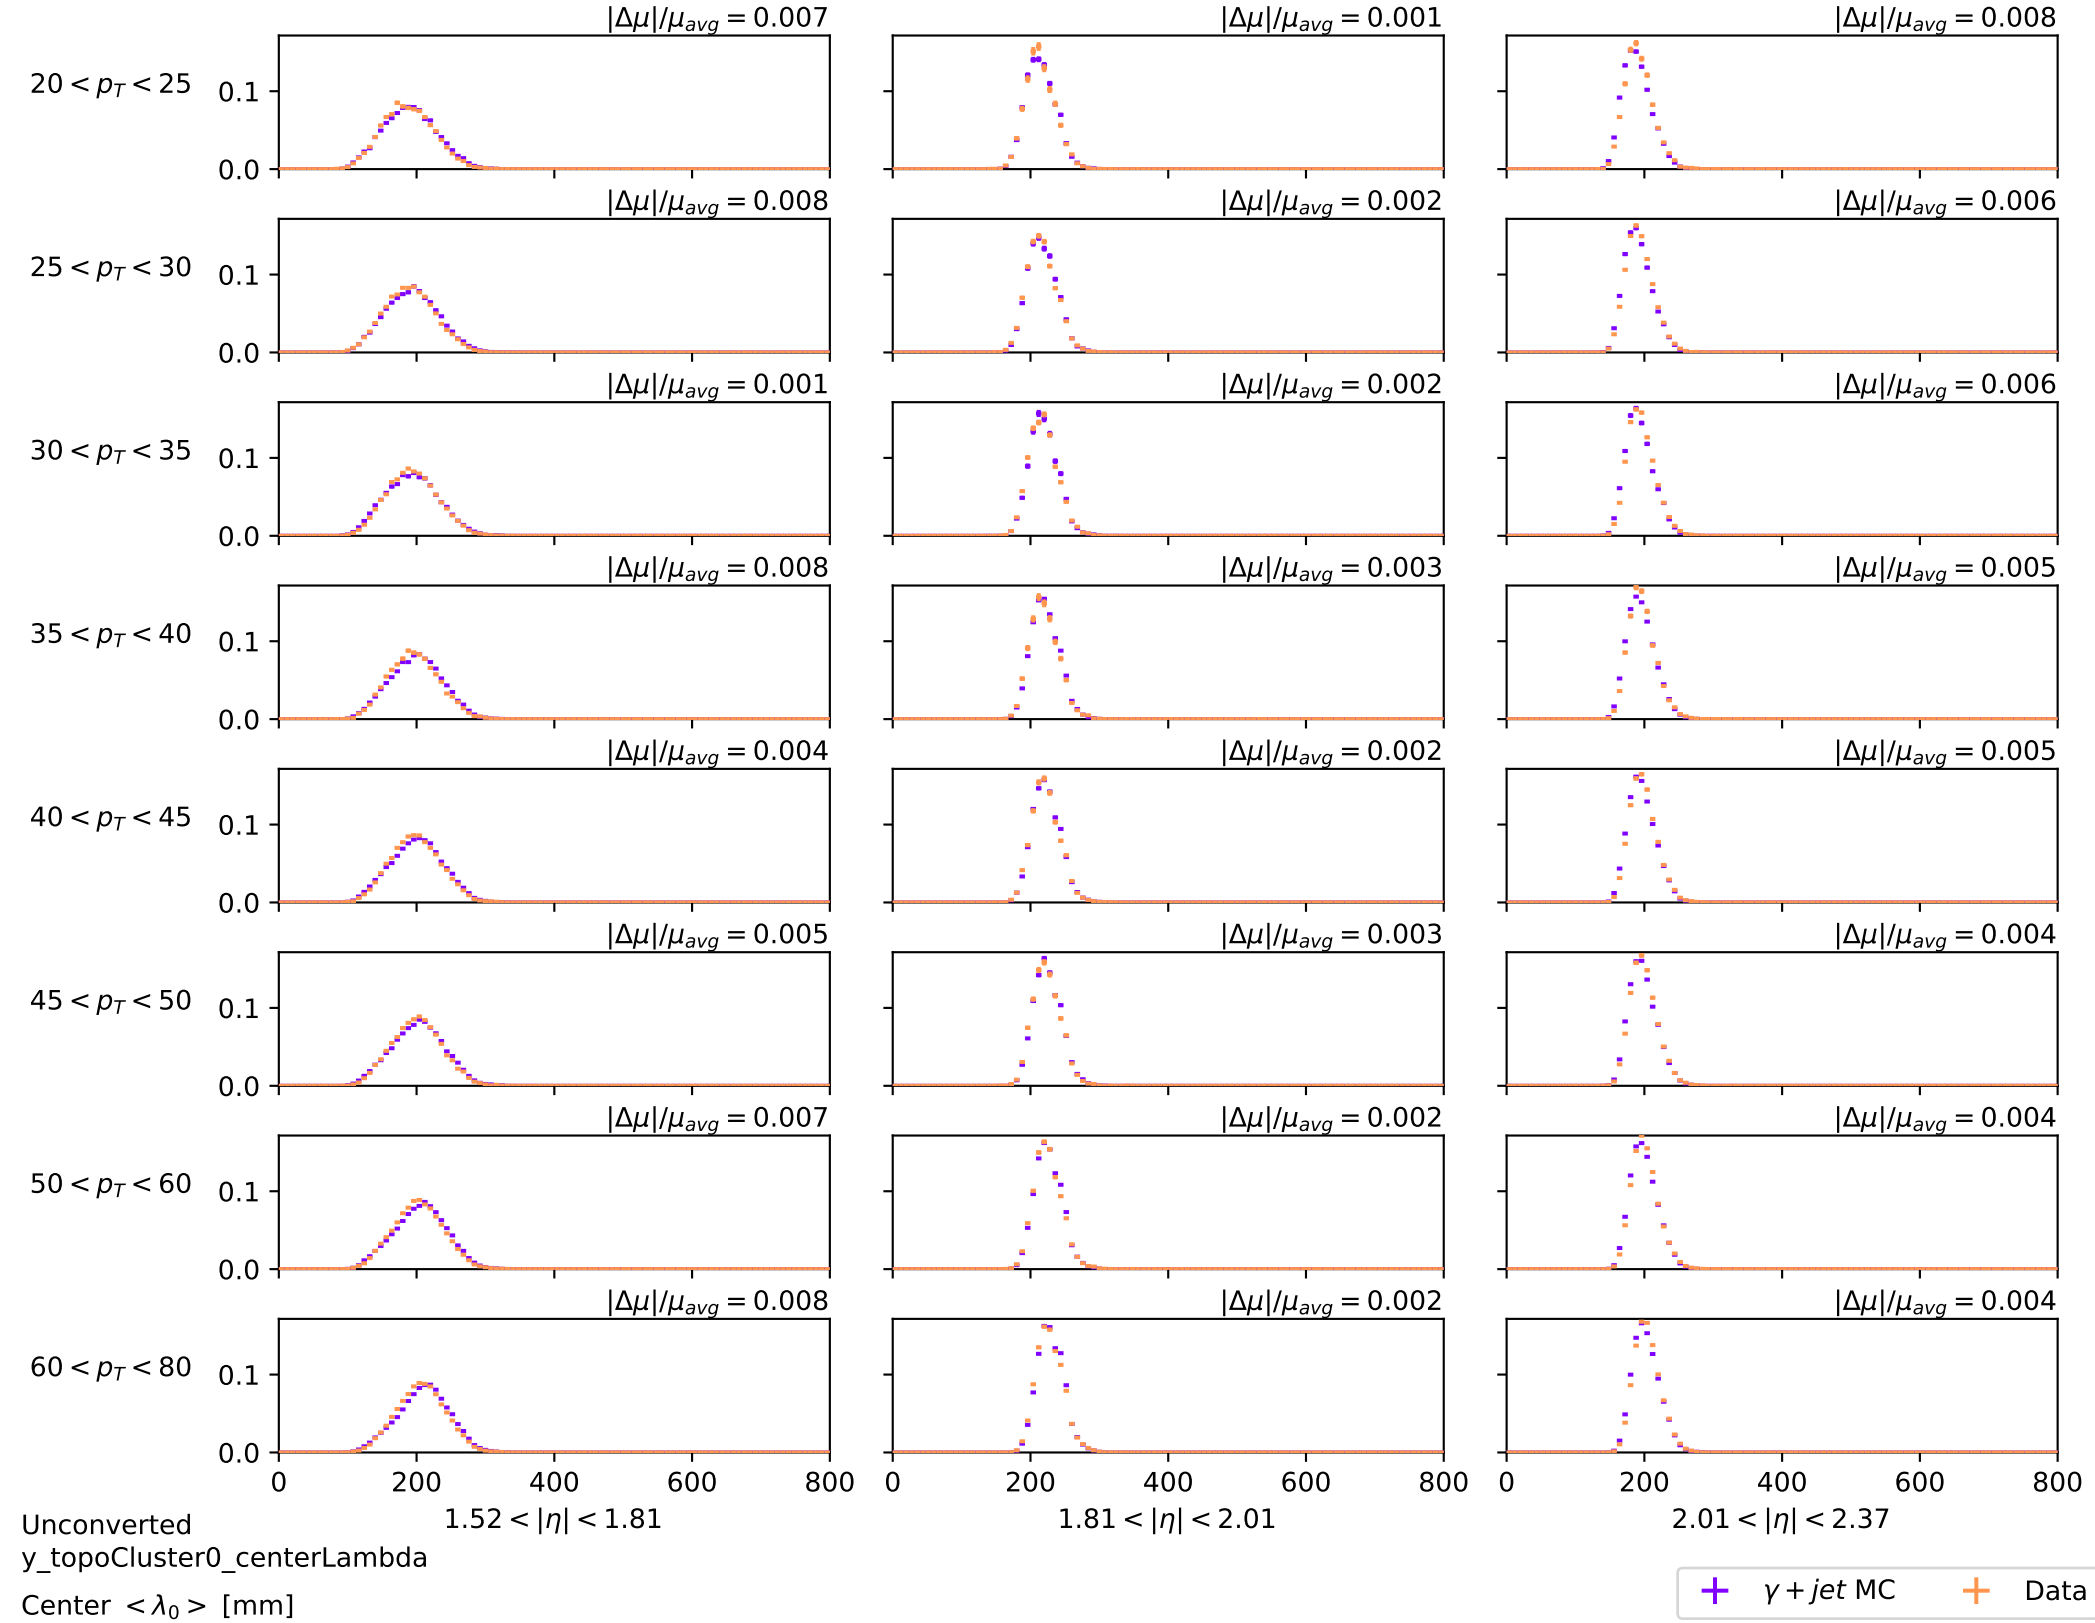 |Δμ|/μavg = 0.007 |Δμ|/μavg = 0.001 |Δμ|/μavg = 0.008
20 < pT < 25 0.1
0.0
|Δμ|/μavg = 0.008 |Δμ|/μavg = 0.002 |Δμ|/μavg = 0.006
25 < pT < 30 0.1
0.0
|Δμ|/μavg = 0.001 |Δμ|/μavg = 0.002 |Δμ|/μavg = 0.006
30 < pT < 35 0.1
0.0
|Δμ|/μavg = 0.008 |Δμ|/μavg = 0.003 |Δμ|/μavg = 0.005
35 < pT < 40 0.1
0.0
|Δμ|/μavg = 0.004 |Δμ|/μavg = 0.002 |Δμ|/μavg = 0.005
40 < pT < 45 0.1
0.0
|Δμ|/μavg = 0.005 |Δμ|/μavg = 0.003 |Δμ|/μavg = 0.004
45 < pT < 50 0.1
0.0
|Δμ|/μavg = 0.007 |Δμ|/μavg = 0.002 |Δμ|/μavg = 0.004
50 < pT < 60 0.1
0.0
|Δμ|/μavg = 0.008 |Δμ|/μavg = 0.002 |Δμ|/μavg = 0.004
60 < pT < 80 0.1
0.0
0 200 400 600 800 0 200 400 600 800 0 200 400 600 800
1.52 < |η| < 1.81 1.81 < |η| < 2.01 2.01 < |η| < 2.37
Unconverted
y_topoCluster0_centerLambda
Center < λ0 > [mm]
γ + jet MC Data